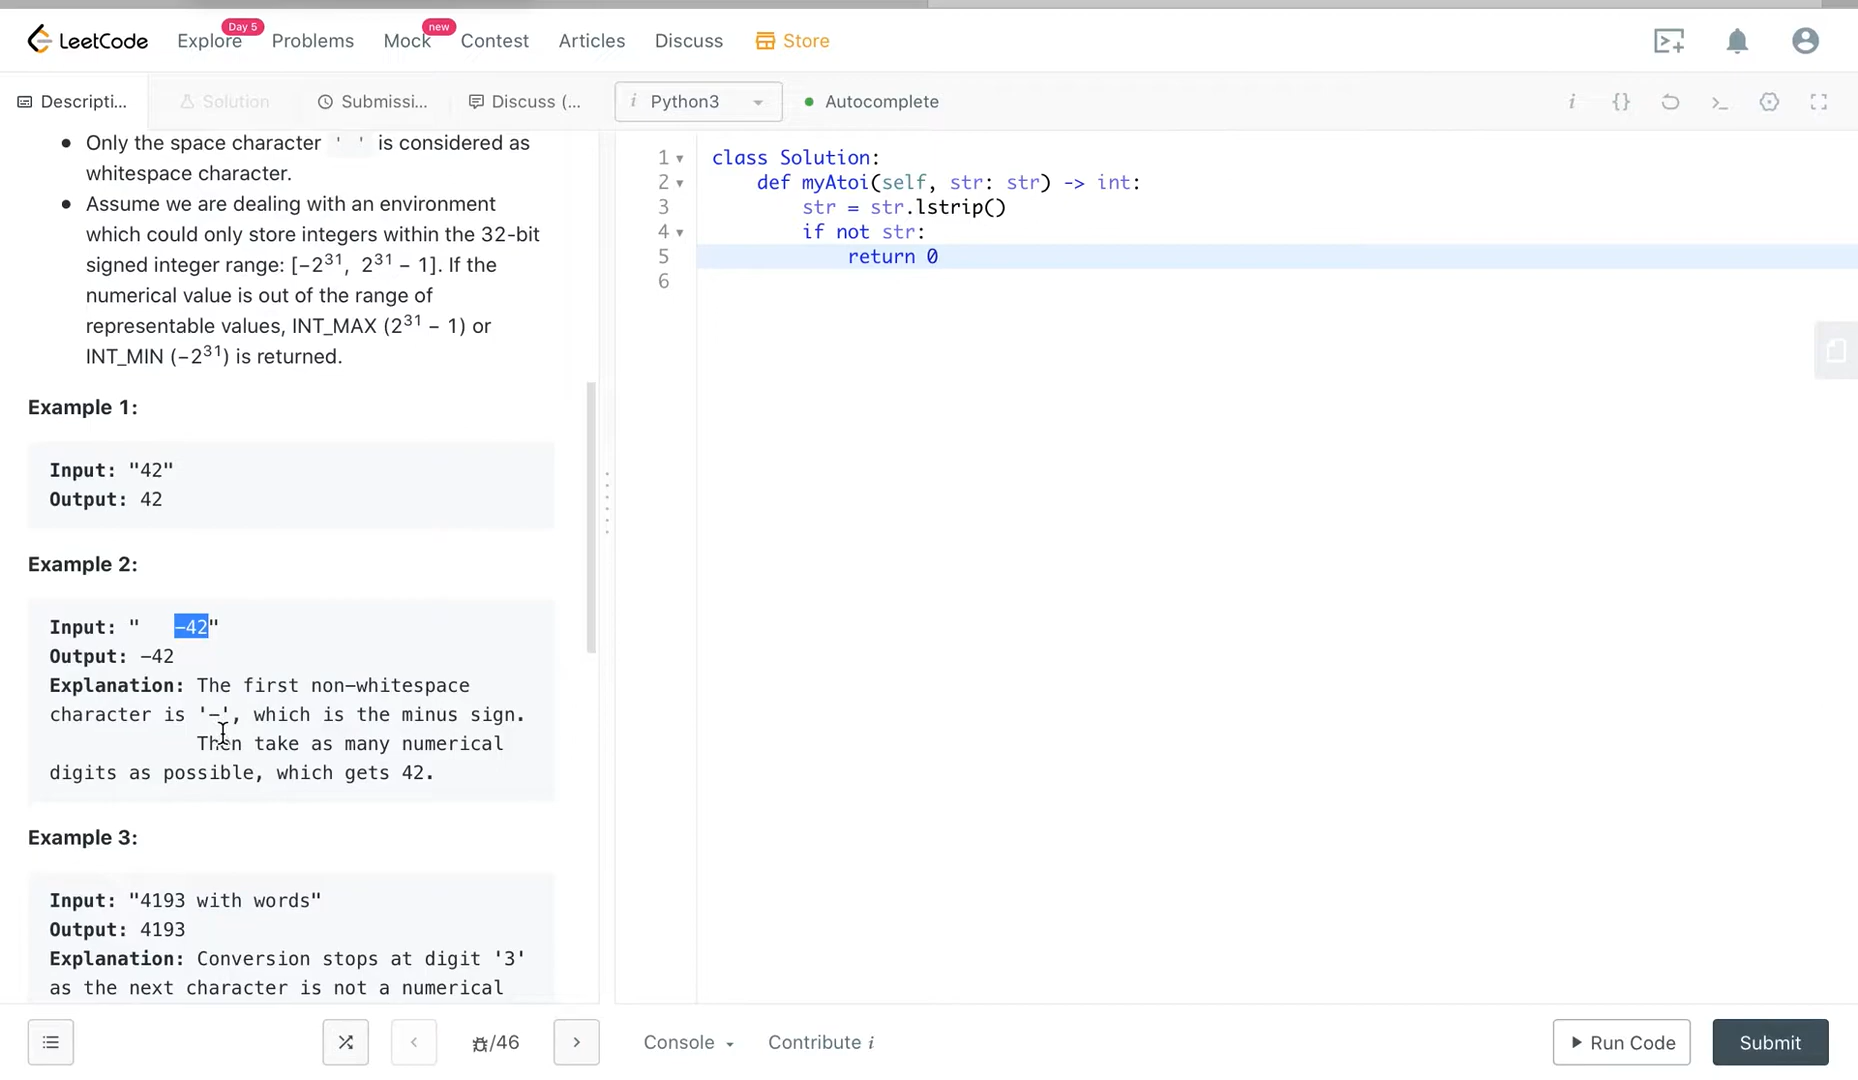 LeetCode
Explore
Day 5
Problems
Mock
new
Contest
Articles
Discuss
Store
Descripti...
Solution
Submissi...
Discuss (...
i Python3
Autocomplete
i {}
Only the space character ' ' is considered as
whitespace character.
Assume we are dealing with an environment
which could only store integers within the 32-bit
signed integer range: [−2³¹, 2³¹ − 1]. If the
numerical value is out of the range of
representable values, INT_MAX (2³¹ − 1) or
INT_MIN (−2³¹) is returned.
Example 1:
Input: "42"
Output: 42
Example 2:
Input: "   -42"
Output: -42
Explanation: The first non-whitespace
character is '-', which is the minus sign.
Then take as many numerical
digits as possible, which gets 42.
Example 3:
Input: "4193 with words"
Output: 4193
Explanation: Conversion stops at digit '3'
as the next character is not a numerical
1 class Solution:
2     def myAtoi(self, str: str) -> int:
3         str = str.lstrip()
4         if not str:
5             return 0
6
/46
Console
Contribute i
Run Code
Submit